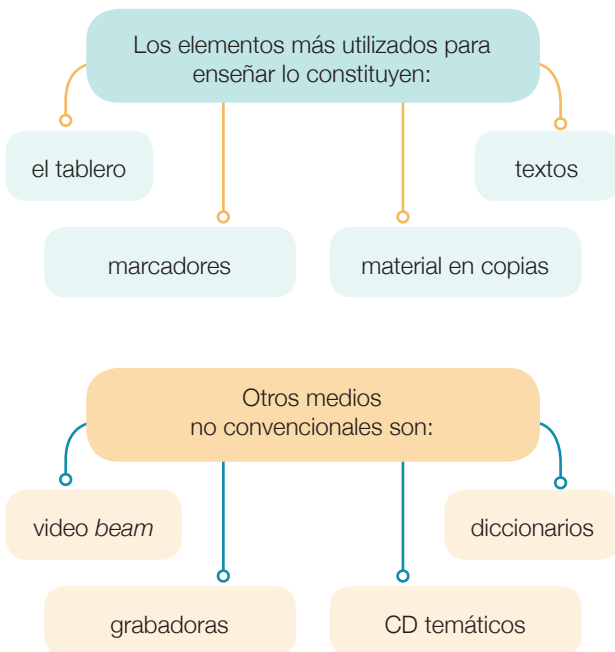 Los elementos más utilizados para
enseñar lo constituyen:
el tablero
textos
marcadores
material en copias
Otros medios
no convencionales son:
video beam
diccionarios
grabadoras
CD temáticos